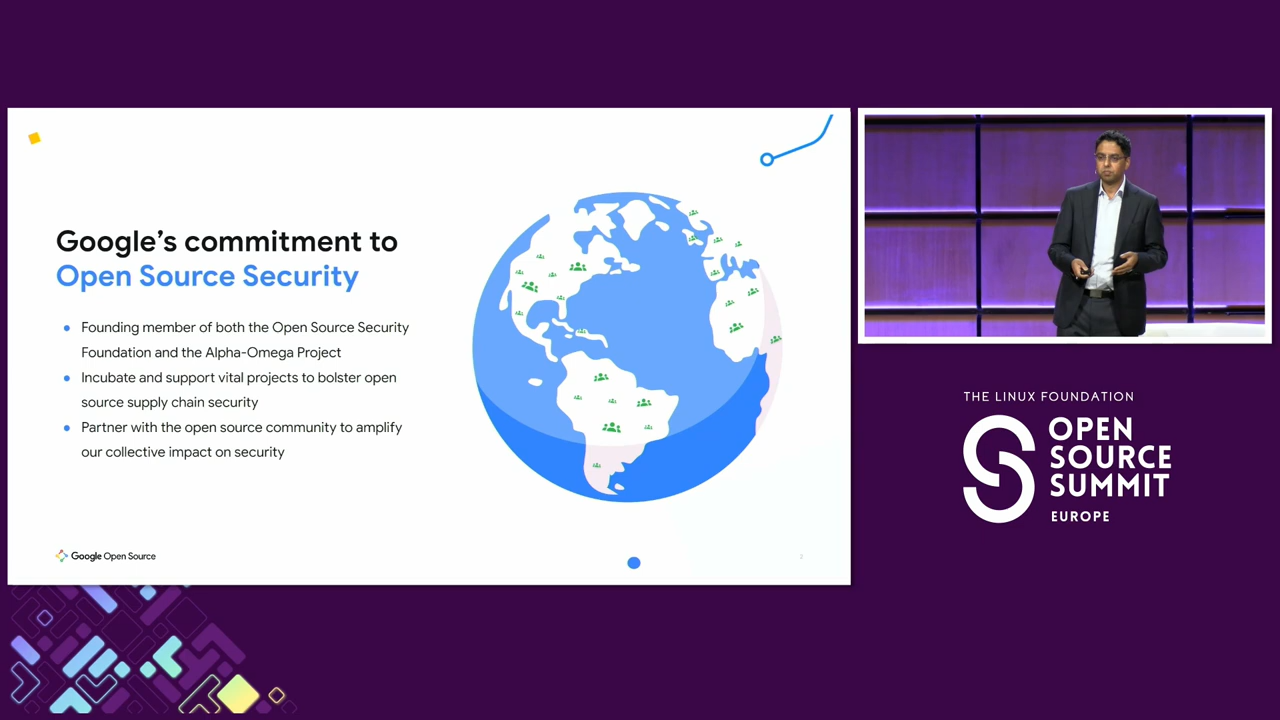 Google’s commitment to
Open Source Security
Founding member of both the Open Source Security
Foundation and the Alpha-Omega Project
Incubate and support vital projects to bolster open
source supply chain security
Partner with the open source community to amplify
our collective impact on security
Google Open Source
2
THE LINUX FOUNDATION
OPEN
SOURCE
SUMMIT
EUROPE